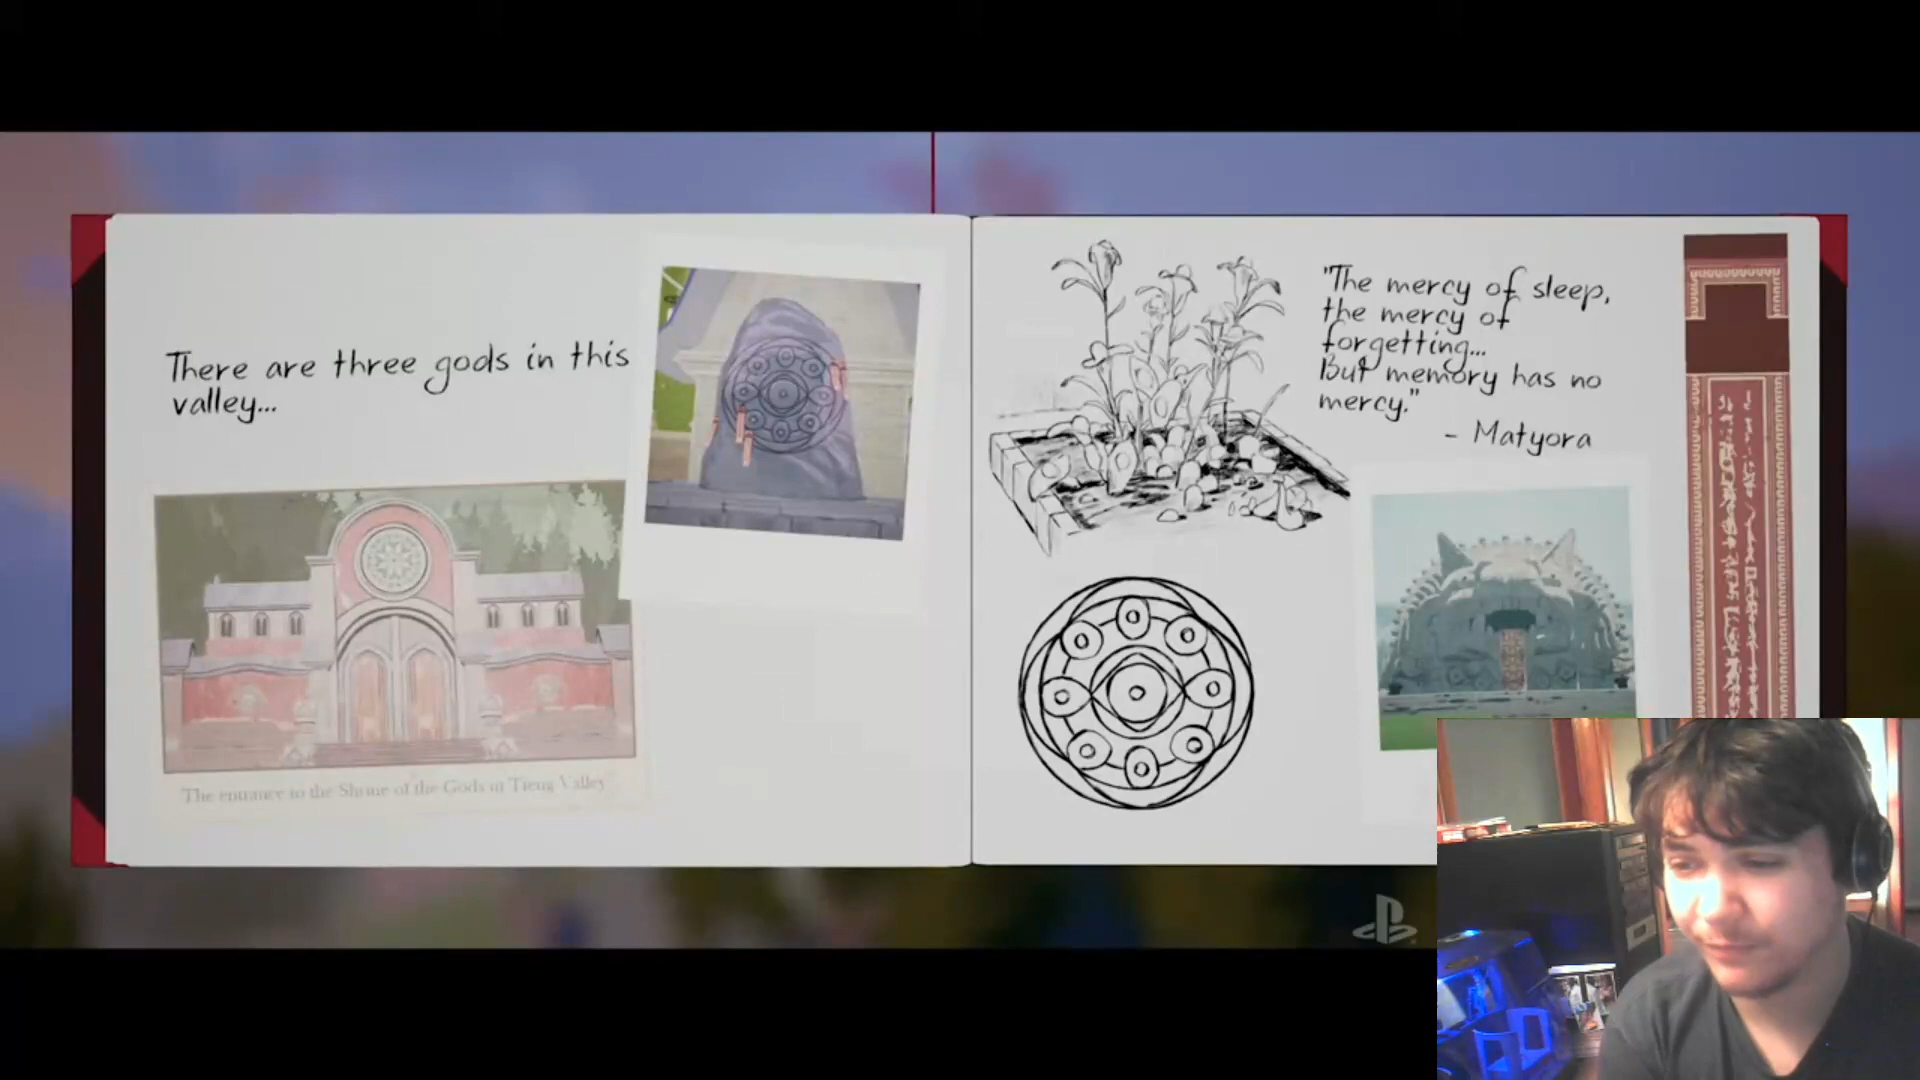 There are three gods in this
valley...
The entrance to the Shrine of the Gods in Tieng Valley
"The mercy of sleep,
the mercy of
forgetting...
But memory has no
mercy."
- Matyora